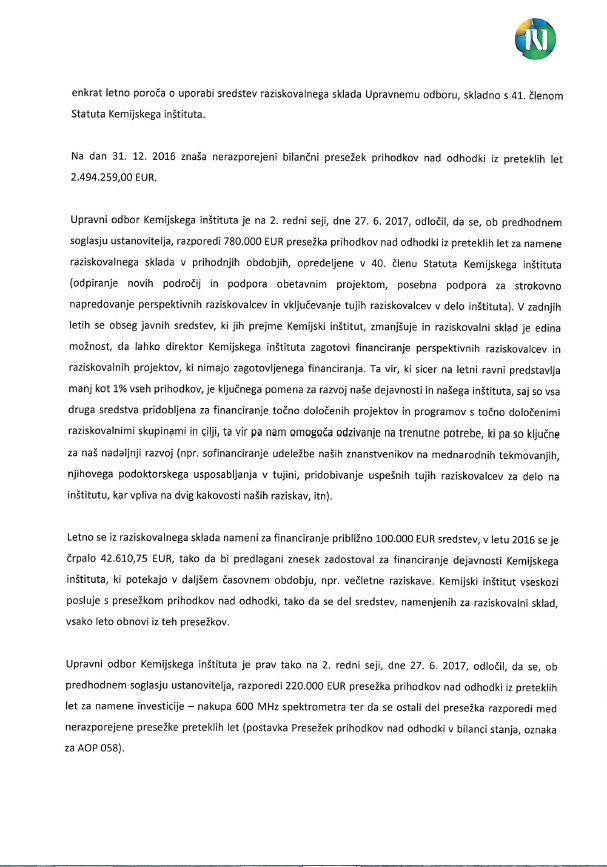 enkrat letno poroča o uporabi sredstev raziskovalnega sklada Upravnemu odboru, skladno s 41. členom
Statuta Kemijskega inštituta.
Na dan 31. 12. 2016 znaša nerazporejeni bilančni presežek prihodkov nad odhodki iz preteklih let
2.494.259,00 EUR.
Upravni odbor Kemijskega inštituta je na 2. redni seji, dne 27. 6. 2017, odločil, da se, ob predhodnem
soglasju ustanovitelja, razporedi 780.000 EUR presežka prihodkov nad odhodki iz preteklih let za namene
raziskovalnega sklada v prihodnjih obdobjih, opredeljene v 40. členu Statuta Kemijskega inštituta
(odpiranje novih področij in podpora obetavnim projektom, posebna podpora za strokovno
napredovanje perspektivnih raziskovalcev in vključevanje tujih raziskovalcev v delo inštituta). V zadnjih
letih se obseg javnih sredstev, ki jih prejme Kemijski inštitut, zmanjšuje in raziskovalni sklad je edina
možnost, da lahko direktor Kemijskega inštituta zagotovi financiranje perspektivnih raziskovalcev in
raziskovalnih projektov, ki nimajo zagotovljenega financiranja. Ta vir, ki sicer na letni ravni predstavlja
manj kot 1% vseh prihodkov, je ključnega pomena za razvoj naše dejavnosti in našega inštituta, saj so vsa
druga sredstva pridobljena za financiranje točno določenih projektov in programov s točno določenimi
raziskovalnimi skupinami in cilji, ta vir pa nam omogoča odzivanje na trenutne potrebe, ki pa so ključne
za naš nadaljnji razvoj (npr. sofinanciranje udeležbe naših znanstvenikov na mednarodnih tekmovanjih,
njihovega podoktorskega usposabljanja v tujini, pridobivanje uspešnih tujih raziskovalcev za delo na
inštitutu, kar vpliva na dvig kakovosti naših raziskav, itn).
Letno se iz raziskovalnega sklada nameni za financiranje približno 100.000 EUR sredstev, v letu 2016 se je
črpalo 42.610,75 EUR, tako da bi predlagani znesek zadostoval za financiranje dejavnosti Kemijskega
inštituta, ki potekajo v daljšem časovnem obdobju, npr. večletne raziskave. Kemijski inštitut vseskozi
posluje s presežkom prihodkov nad odhodki, tako da se del sredstev, namenjenih za raziskovalni sklad,
vsako leto obnovi iz teh presežkov.
Upravni odbor Kemijskega inštituta je prav tako na 2. redni seji, dne 27. 6. 2017, odločil, da se, ob
predhodnem soglasju ustanovitelja, razporedi 220.000 EUR presežka prihodkov nad odhodki iz preteklih
let za namene investicije – nakupa 600 MHz spektrometra ter da se ostali del presežka razporedi med
nerazporejene presežke preteklih let (postavka Presežek prihodkov nad odhodki v bilanci stanja, oznaka
za AOP 058).